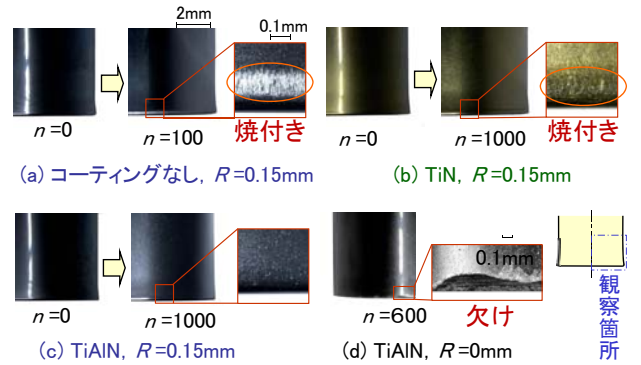 2mm
0.1mm
n=0
n=100
焼付き
n=0
n=1000
焼付き
(a) コーティングなし, R=0.15mm
(b) TiN, R=0.15mm
n=0
n=1000
0.1mm
n=600
欠け
観察箇所
(c) TiAlN, R=0.15mm
(d) TiAlN, R=0mm